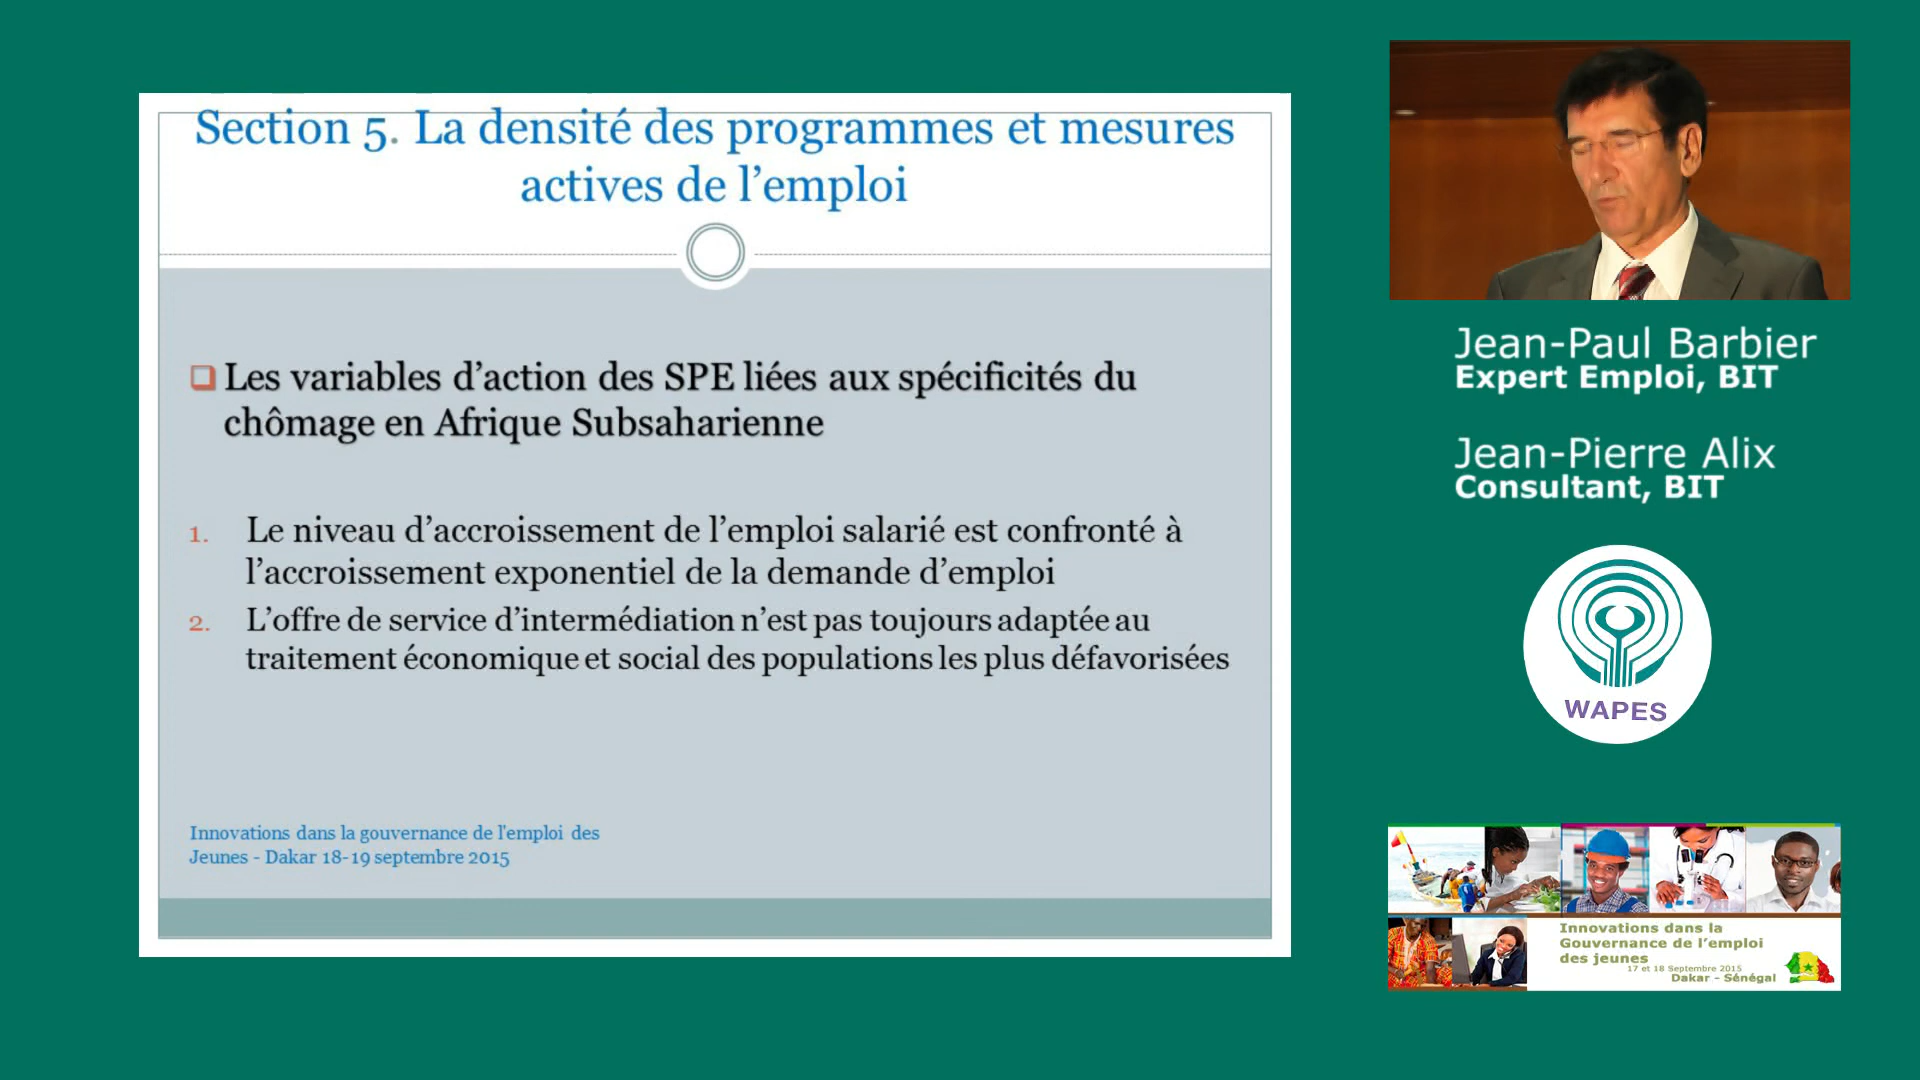 Section 5. La densité des programmes et mesures
actives de l’emploi
Les variables d’action des SPE liées aux spécificités du
chômage en Afrique Subsaharienne
1. Le niveau d’accroissement de l’emploi salarié est confronté à
l’accroissement exponentiel de la demande d’emploi
2. L’offre de service d’intermédiation n’est pas toujours adaptée au
traitement économique et social des populations les plus défavorisées
Innovations dans la gouvernance de l'emploi des
Jeunes - Dakar 18-19 septembre 2015
Jean-Paul Barbier
Expert Emploi, BIT
Jean-Pierre Alix
Consultant, BIT
WAPES
Innovations dans la
Gouvernance de l’emploi
des jeunes
17 et 18 Septembre 2015
Dakar - Sénégal